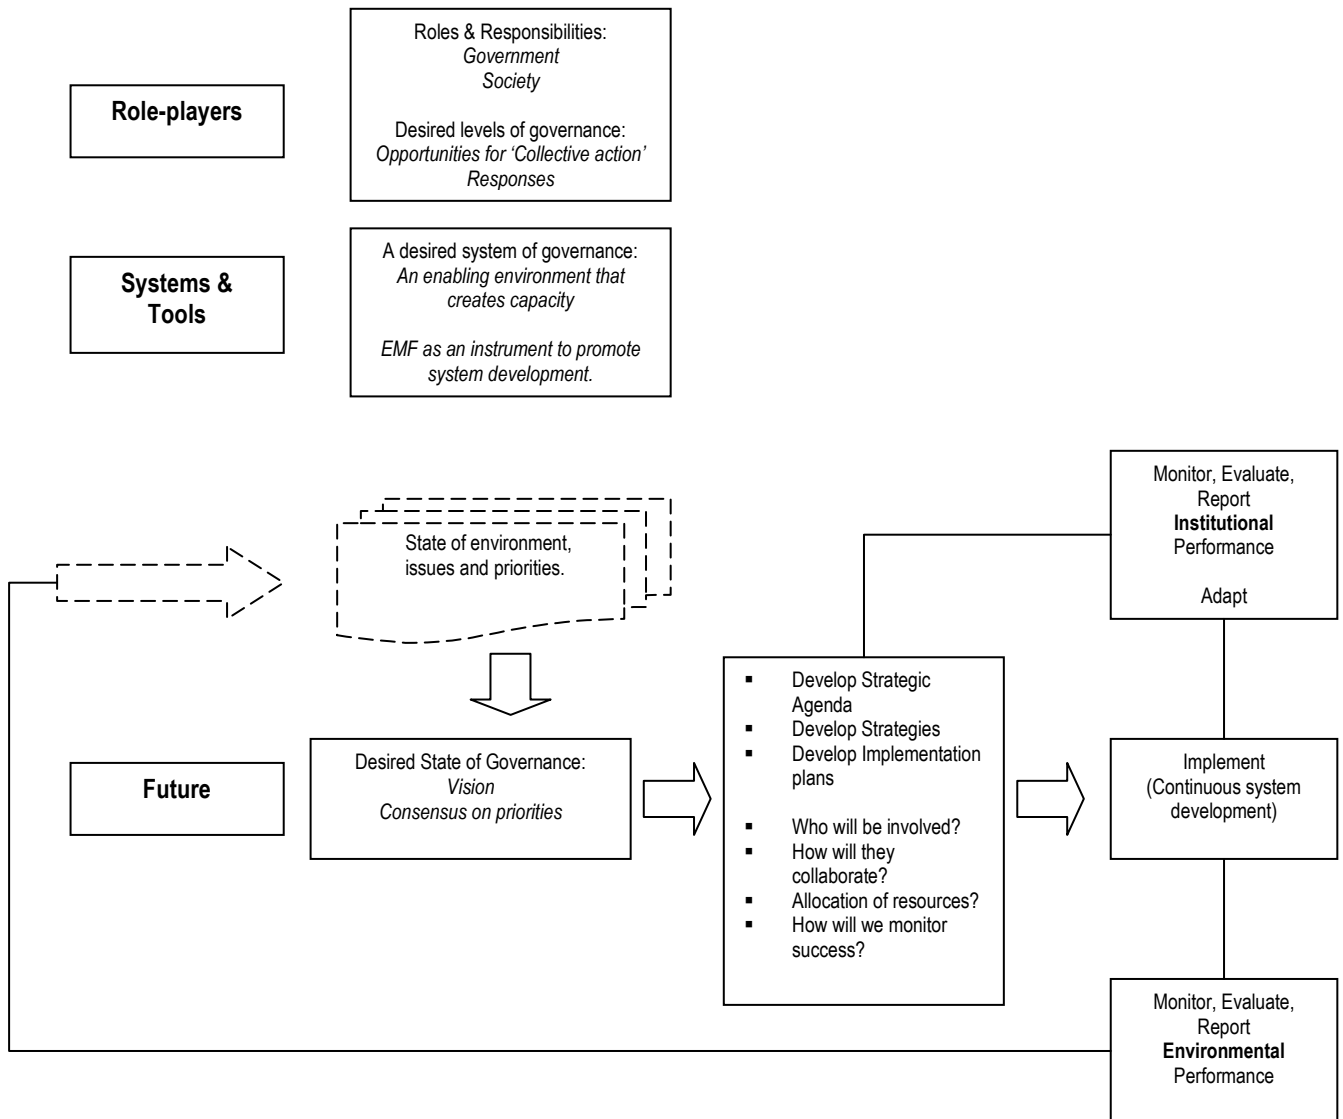 Role-players
Roles & Responsibilities:
Government
Society
Desired levels of governance:
Opportunities for ‘Collective action’
Responses
Systems &
Tools
A desired system of governance:
An enabling environment that
creates capacity
EMF as an instrument to promote
system development.
State of environment,
issues and priorities.
Future
Desired State of Governance:
Vision
Consensus on priorities
▪ Develop Strategic
Agenda
▪ Develop Strategies
▪ Develop Implementation
plans
▪ Who will be involved?
▪ How will they
collaborate?
▪ Allocation of resources?
▪ How will we monitor
success?
Monitor, Evaluate,
Report
Institutional
Performance
Adapt
Implement
(Continuous system
development)
Monitor, Evaluate,
Report
Environmental
Performance